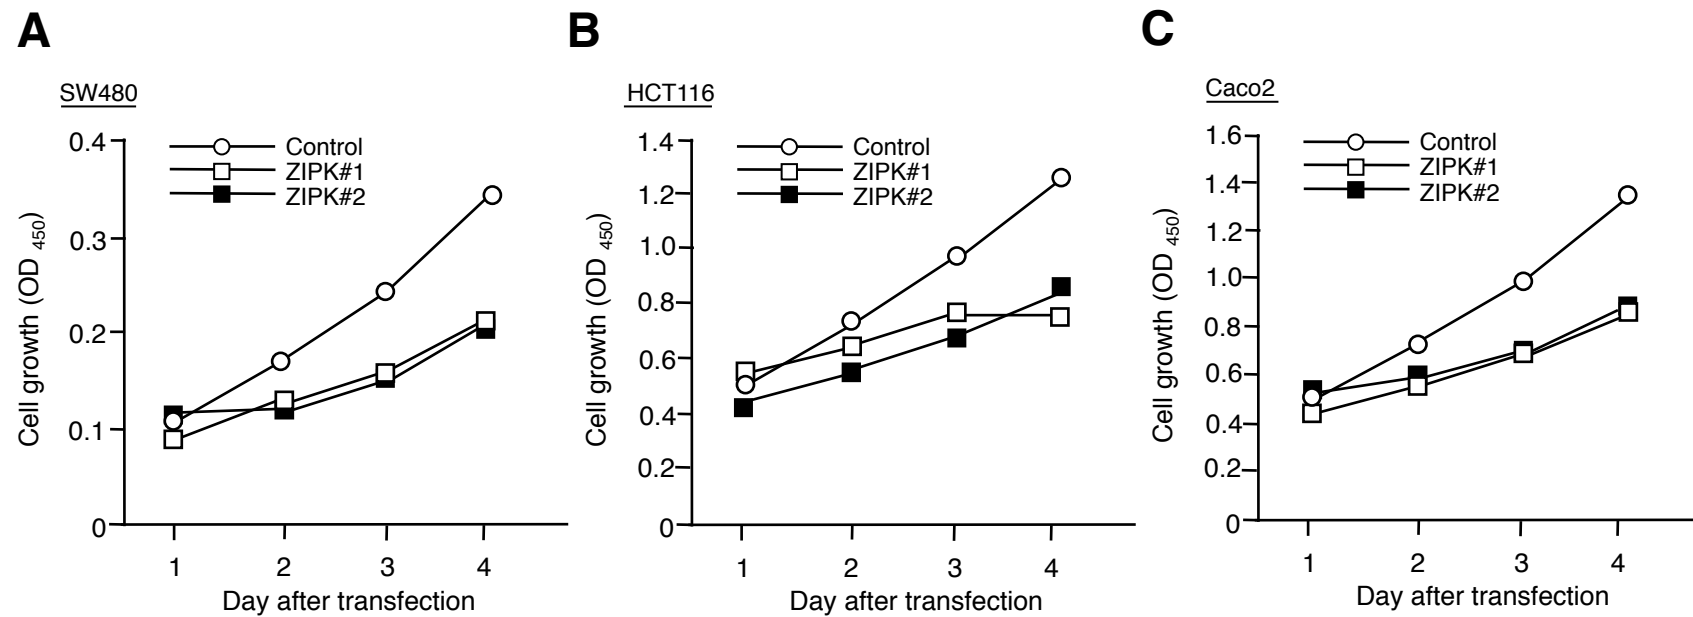 A
SW480
0.4
0.3
0.2
0.1
0
Control
ZIPK#1
ZIPK#2
Cell growth (OD 450)
1 2 3 4
Day after transfection
B
HCT116
1.4
1.2
1.0
0.8
0.6
0.4
0.2
0
Control
ZIPK#1
ZIPK#2
Cell growth (OD 450)
1 2 3 4
Day after transfection
C
Caco2
1.6
1.4
1.2
1.0
0.8
0.6
0.4
0.2
0
Control
ZIPK#1
ZIPK#2
Cell growth (OD 450)
1 2 3 4
Day after transfection